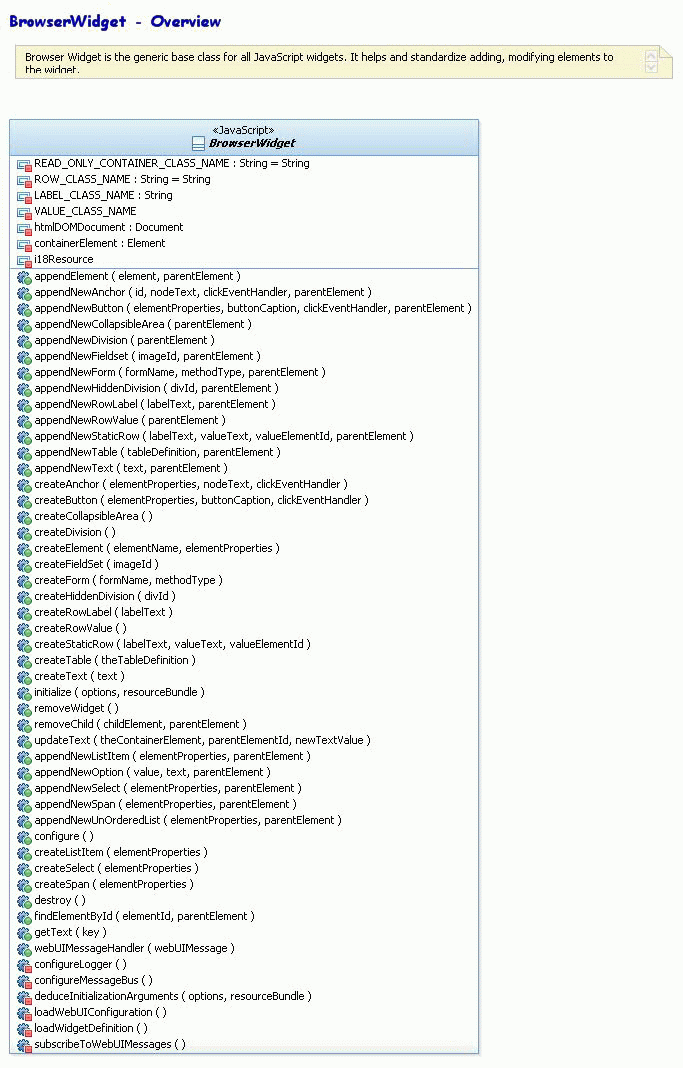 BrowserWidget - Overview
Browser Widget is the generic base class for all JavaScript widgets. It helps and standardize adding, modifying elements to
the widget.
«JavaScript»
BrowserWidget
READ_ONLY_CONTAINER_CLASS_NAME : String = String
ROW_CLASS_NAME : String = String
LABEL_CLASS_NAME : String
VALUE_CLASS_NAME
htmlDOMDocument : Document
containerElement : Element
i18Resource
appendElement ( element, parentElement )
appendNewAnchor ( id, nodeText, clickEventHandler, parentElement )
appendNewButton ( elementProperties, buttonCaption, clickEventHandler, parentElement )
appendNewCollapsibleArea ( parentElement )
appendNewDivision ( parentElement )
appendNewFieldset ( imageId, parentElement )
appendNewForm ( formName, methodType, parentElement )
appendNewHiddenDivision ( divId, parentElement )
appendNewRowLabel ( labelText, parentElement )
appendNewRowValue ( parentElement )
appendNewStaticRow ( labelText, valueText, valueElementId, parentElement )
appendNewTable ( tableDefinition, parentElement )
appendNewText ( text, parentElement )
createAnchor ( elementProperties, nodeText, clickEventHandler )
createButton ( elementProperties, buttonCaption, clickEventHandler )
createCollapsibleArea ( )
createDivision ( )
createElement ( elementName, elementProperties )
createFieldSet ( imageId )
createForm ( formName, methodType )
createHiddenDivision ( divId )
createRowLabel ( labelText )
createRowValue ( )
createStaticRow ( labelText, valueText, valueElementId )
createTable ( theTableDefinition )
createText ( text )
initialize ( options, resourceBundle )
removeWidget ( )
removeChild ( childElement, parentElement )
updateText ( theContainerElement, parentElementId, newTextValue )
appendNewListItem ( elementProperties, parentElement )
appendNewOption ( value, text, parentElement )
appendNewSelect ( elementProperties, parentElement )
appendNewSpan ( elementProperties, parentElement )
appendNewUnOrderedList ( elementProperties, parentElement )
configure ( )
createListItem ( elementProperties )
createSelect ( elementProperties )
createSpan ( elementProperties )
destroy ( )
findElementById ( elementId, parentElement )
getText ( key )
webUIMessageHandler ( webUIMessage )
configureLogger ( )
configureMessageBus ( )
deduceInitializationArguments ( options, resourceBundle )
loadWebUIConfiguration ( )
loadWidgetDefinition ( )
subscribeToWebUIMessages ( )